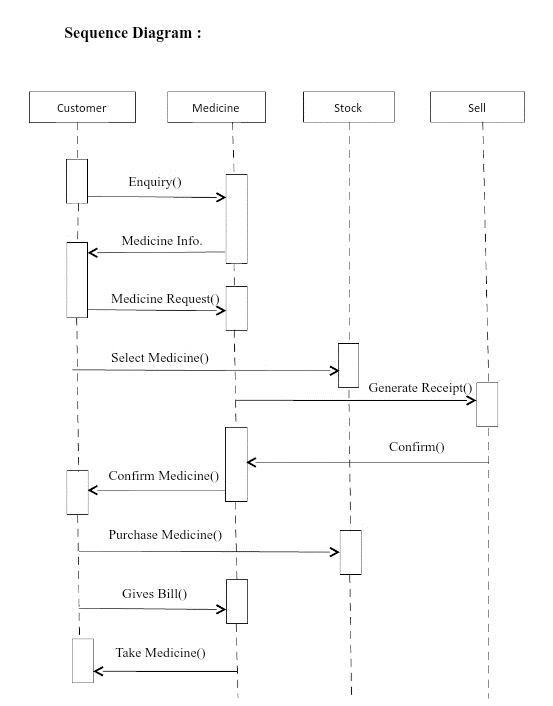 Sequence Diagram :
Customer
Medicine
Stock
Sell
Enquiry()
Medicine Info.
Medicine Request()
Select Medicine()
Generate Receipt()
Confirm()
Confirm Medicine()
Purchase Medicine()
Gives Bill()
Take Medicine()